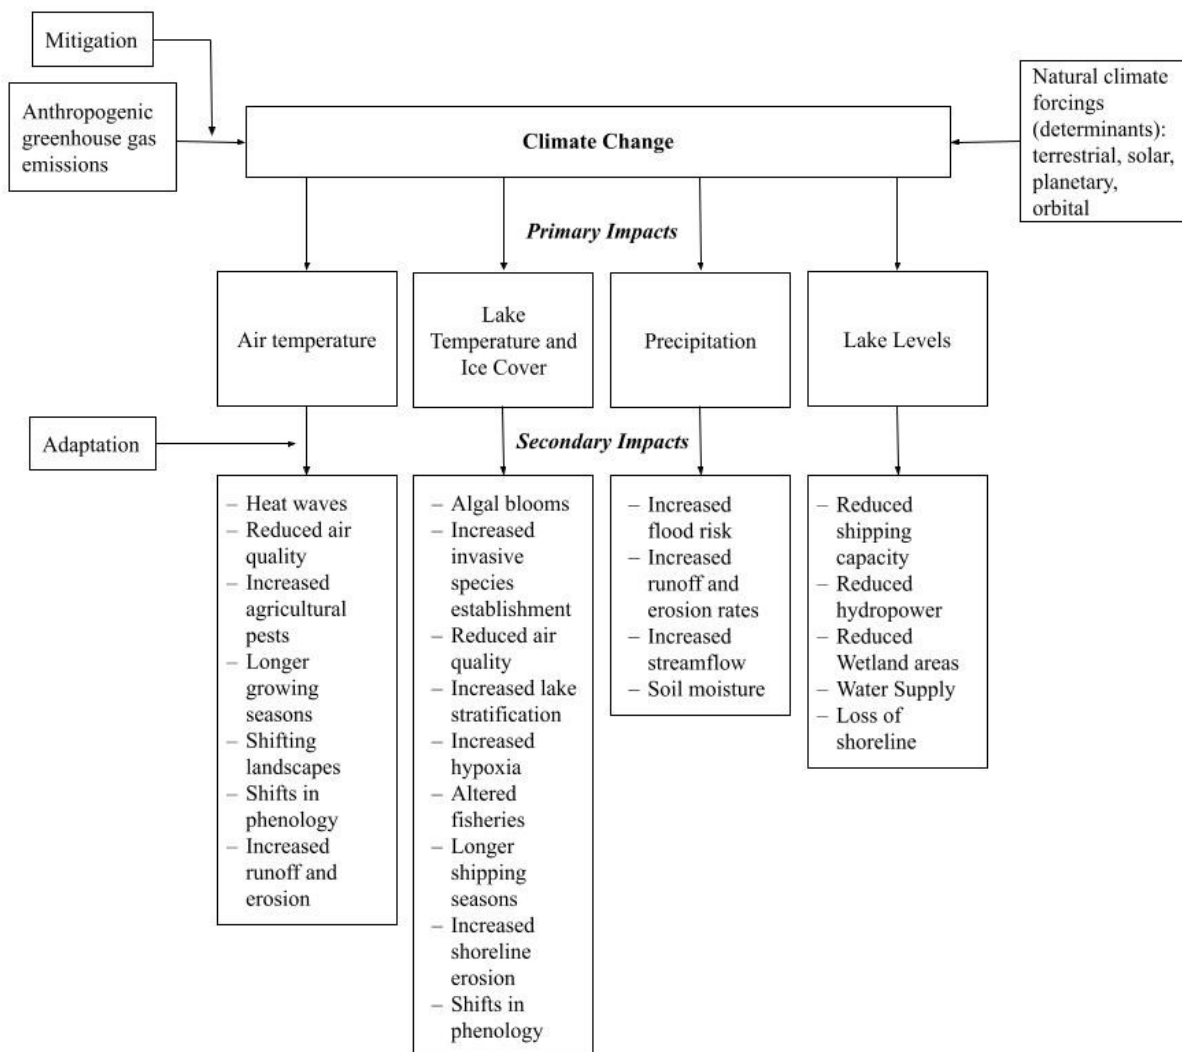 Mitigation
Anthropogenic
greenhouse gas
emissions
Climate Change
Natural climate
forcings
(determinants):
terrestrial, solar,
planetary,
orbital
Primary Impacts
Air temperature
Lake
Temperature and
Ice Cover
Precipitation
Lake Levels
Adaptation
Secondary Impacts
– Heat waves
– Reduced air
quality
– Increased
agricultural
pests
– Longer
growing
seasons
– Shifting
landscapes
– Shifts in
phenology
– Increased
runoff and
erosion
– Algal blooms
– Increased
invasive
species
establishment
– Reduced air
quality
– Increased lake
stratification
– Increased
hypoxia
– Altered
fisheries
– Longer
shipping
seasons
– Increased
shoreline
erosion
– Shifts in
phenology
– Increased
flood risk
– Increased
runoff and
erosion rates
– Increased
streamflow
– Soil moisture
– Reduced
shipping
capacity
– Reduced
hydropower
– Reduced
Wetland areas
– Water Supply
– Loss of
shoreline